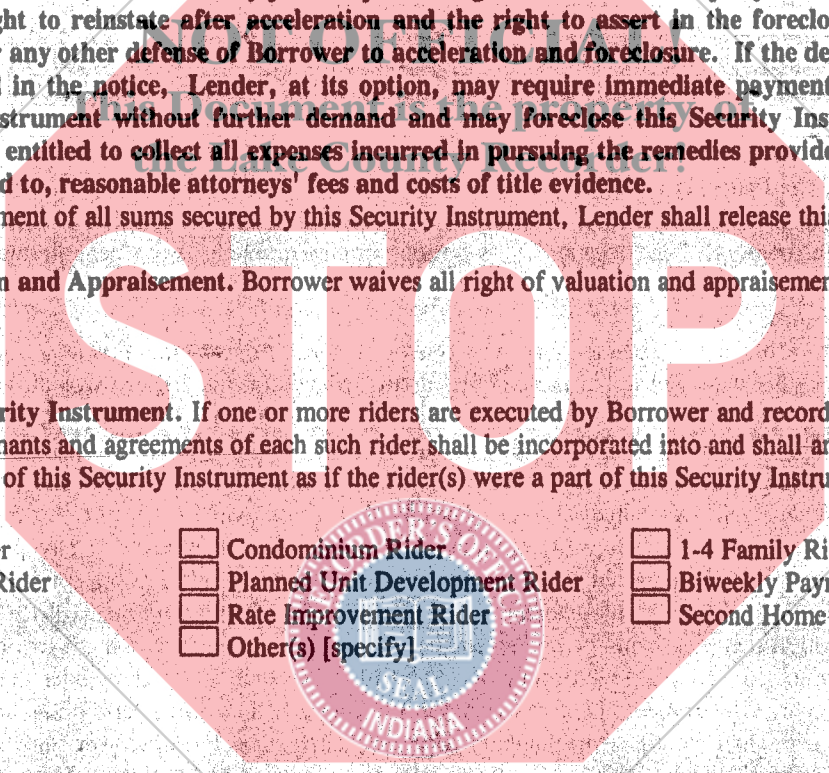 ght to reinstate after acceleration and the right to assert in the foreclo
NOT OFFICIAL!
any other defense of Borrower to acceleration and foreclosure. If the de
in the notice, Lender, at its option, may require immediate payment
This Document is the property of
strument without further demand and may foreclose this Security Ins
entitled to collect all expenses incurred in pursuing the remedies provide
the Lake County Recorder!
d to, reasonable attorneys' fees and costs of title evidence.
ment of all sums secured by this Security Instrument, Lender shall release thi
STOP
n and Appraisement. Borrower waives all right of valuation and appraisemen
rity Instrument. If one or more riders are executed by Borrower and record
nants and agreements of each such rider shall be incorporated into and shall a
of this Security Instrument as if the rider(s) were a part of this Security Instru
r Condominium Rider 1-4 Family Ri
Rider Planned Unit Development Rider Biweekly Payn
Rate Improvement Rider Second Home
Other(s) [specify]
RECORDER'S OFFICE
SEAL
INDIANA